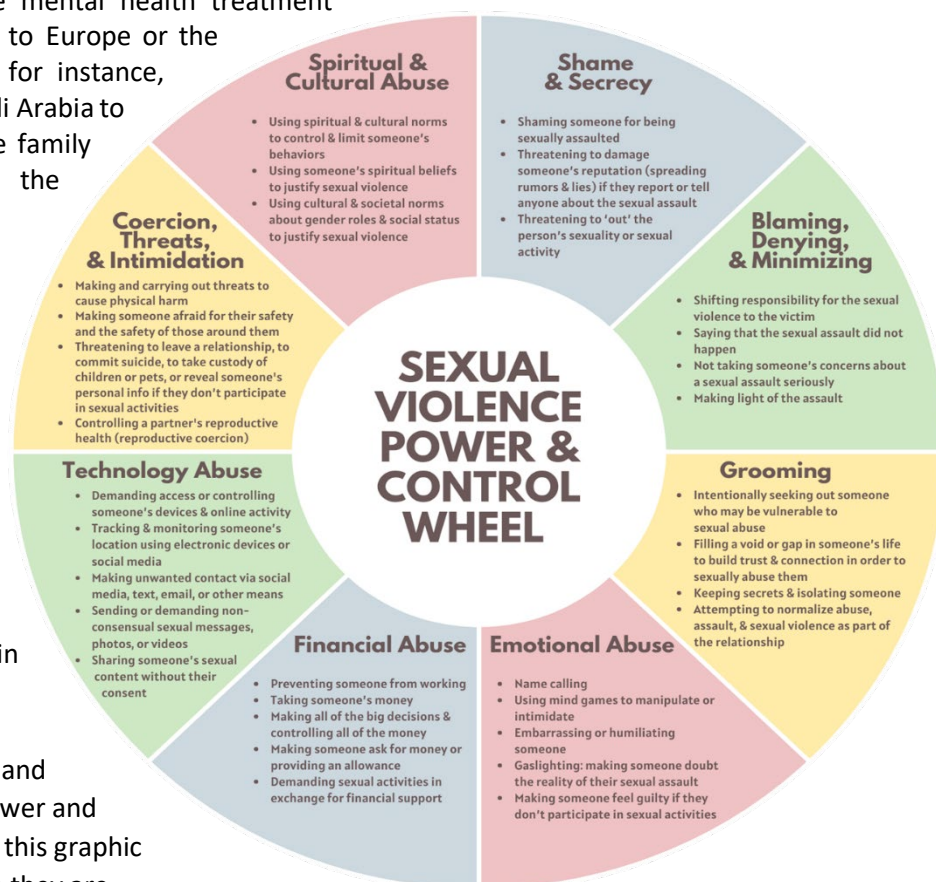 mental health treatment
to Europe or the
for instance,
Arabia to
family
the
in
and
and
this graphic
they are
Spiritual &
Cultural Abuse
• Using spiritual & cultural norms
to control & limit someone's
behaviors
• Using someone's spiritual beliefs
to justify sexual violence
• Using cultural & societal norms
about gender roles & social status
to justify sexual violence
Shame
& Secrecy
• Shaming someone for being
sexually assaulted
• Threatening to damage
someone's reputation (spreading
rumors & lies) if they report or tell
anyone about the sexual assault
• Threatening to 'out' the
person's sexuality or sexual
activity
Blaming,
Denying,
& Minimizing
• Shifting responsibility for the sexual
violence to the victim
• Saying that the sexual assault did not
happen
• Not taking someone's concerns about
a sexual assault seriously
• Making light of the assault
Grooming
• Intentionally seeking out someone
who may be vulnerable to
sexual abuse
• Filling a void or gap in someone's life
to build trust & connection in order to
sexually abuse them
• Keeping secrets & isolating someone
• Attempting to normalize abuse,
assault, & sexual violence as part of
the relationship
Emotional Abuse
• Name calling
• Using mind games to manipulate or
intimidate
• Embarrassing or humiliating
someone
• Gaslighting: making someone doubt
the reality of their sexual assault
• Making someone feel guilty if they
don't participate in sexual activities
Financial Abuse
• Preventing someone from working
• Taking someone's money
• Making all of the big decisions &
controlling all of the money
• Making someone ask for money or
providing an allowance
• Demanding sexual activities in
exchange for financial support
Technology Abuse
• Demanding access or controlling
someone's devices & online activity
• Tracking & monitoring someone's
location using electronic devices or
social media
• Making unwanted contact via social
media, text, email, or other means
• Sending or demanding non-
consensual sexual messages,
photos, or videos
• Sharing someone's sexual
content without their
consent
Coercion,
Threats,
& Intimidation
• Making and carrying out threats to
cause physical harm
• Making someone afraid for their safety
and the safety of those around them
• Threatening to leave a relationship, to
commit suicide, to take custody of
children or pets, or reveal someone's
personal info if they don't participate
in sexual activities
• Controlling a partner's reproductive
health (reproductive coercion)
SEXUAL
VIOLENCE
POWER &
CONTROL
WHEEL